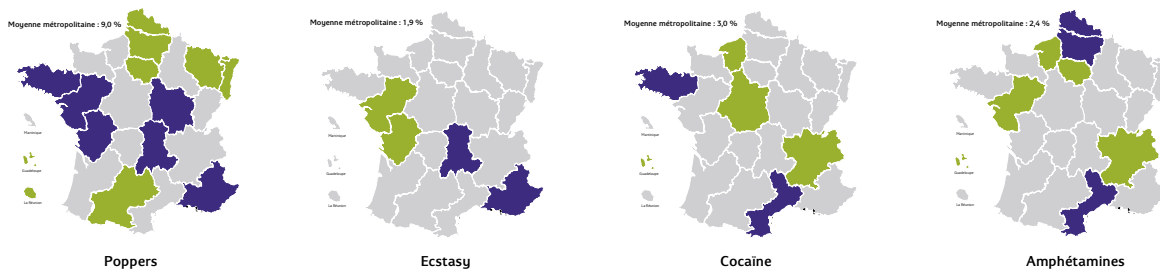 Moyenne métropolitaine : 9,0 %
Martinique
Guadeloupe
La Réunion
Poppers
Moyenne métropolitaine : 1,9 %
Martinique
Guadeloupe
La Réunion
Ecstasy
Moyenne métropolitaine : 3,0 %
Martinique
Guadeloupe
La Réunion
Cocaïne
Moyenne métropolitaine : 2,4 %
Martinique
Guadeloupe
La Réunion
Amphétamines